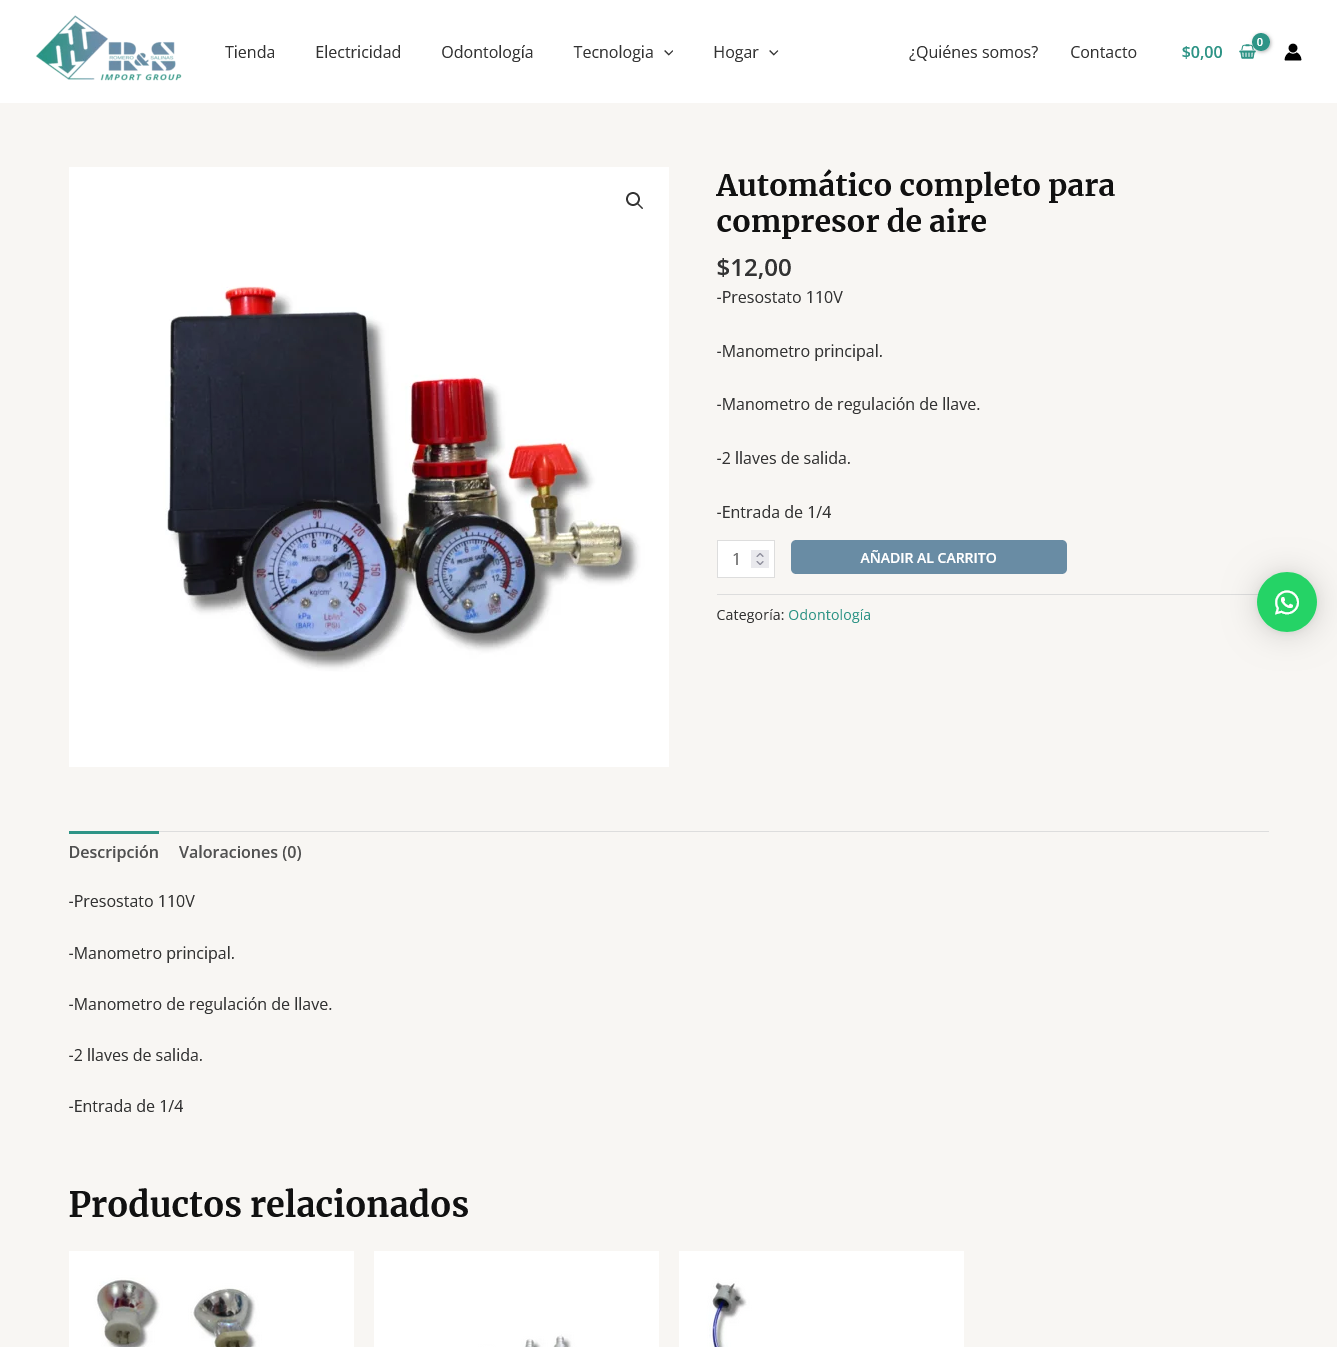 R&S
IMPORT GROUP
Tienda
Electricidad
Odontología
Tecnologia
Hogar
¿Quiénes somos?
Contacto
$0,00
0
Automático completo para
compresor de aire
$12,00
-Presostato 110V
-Manometro principal.
-Manometro de regulación de llave.
-2 llaves de salida.
-Entrada de 1/4
1
AÑADIR AL CARRITO
Categoría: Odontología
Descripción
Valoraciones (0)
-Presostato 110V
-Manometro principal.
-Manometro de regulación de llave.
-2 llaves de salida.
-Entrada de 1/4
Productos relacionados